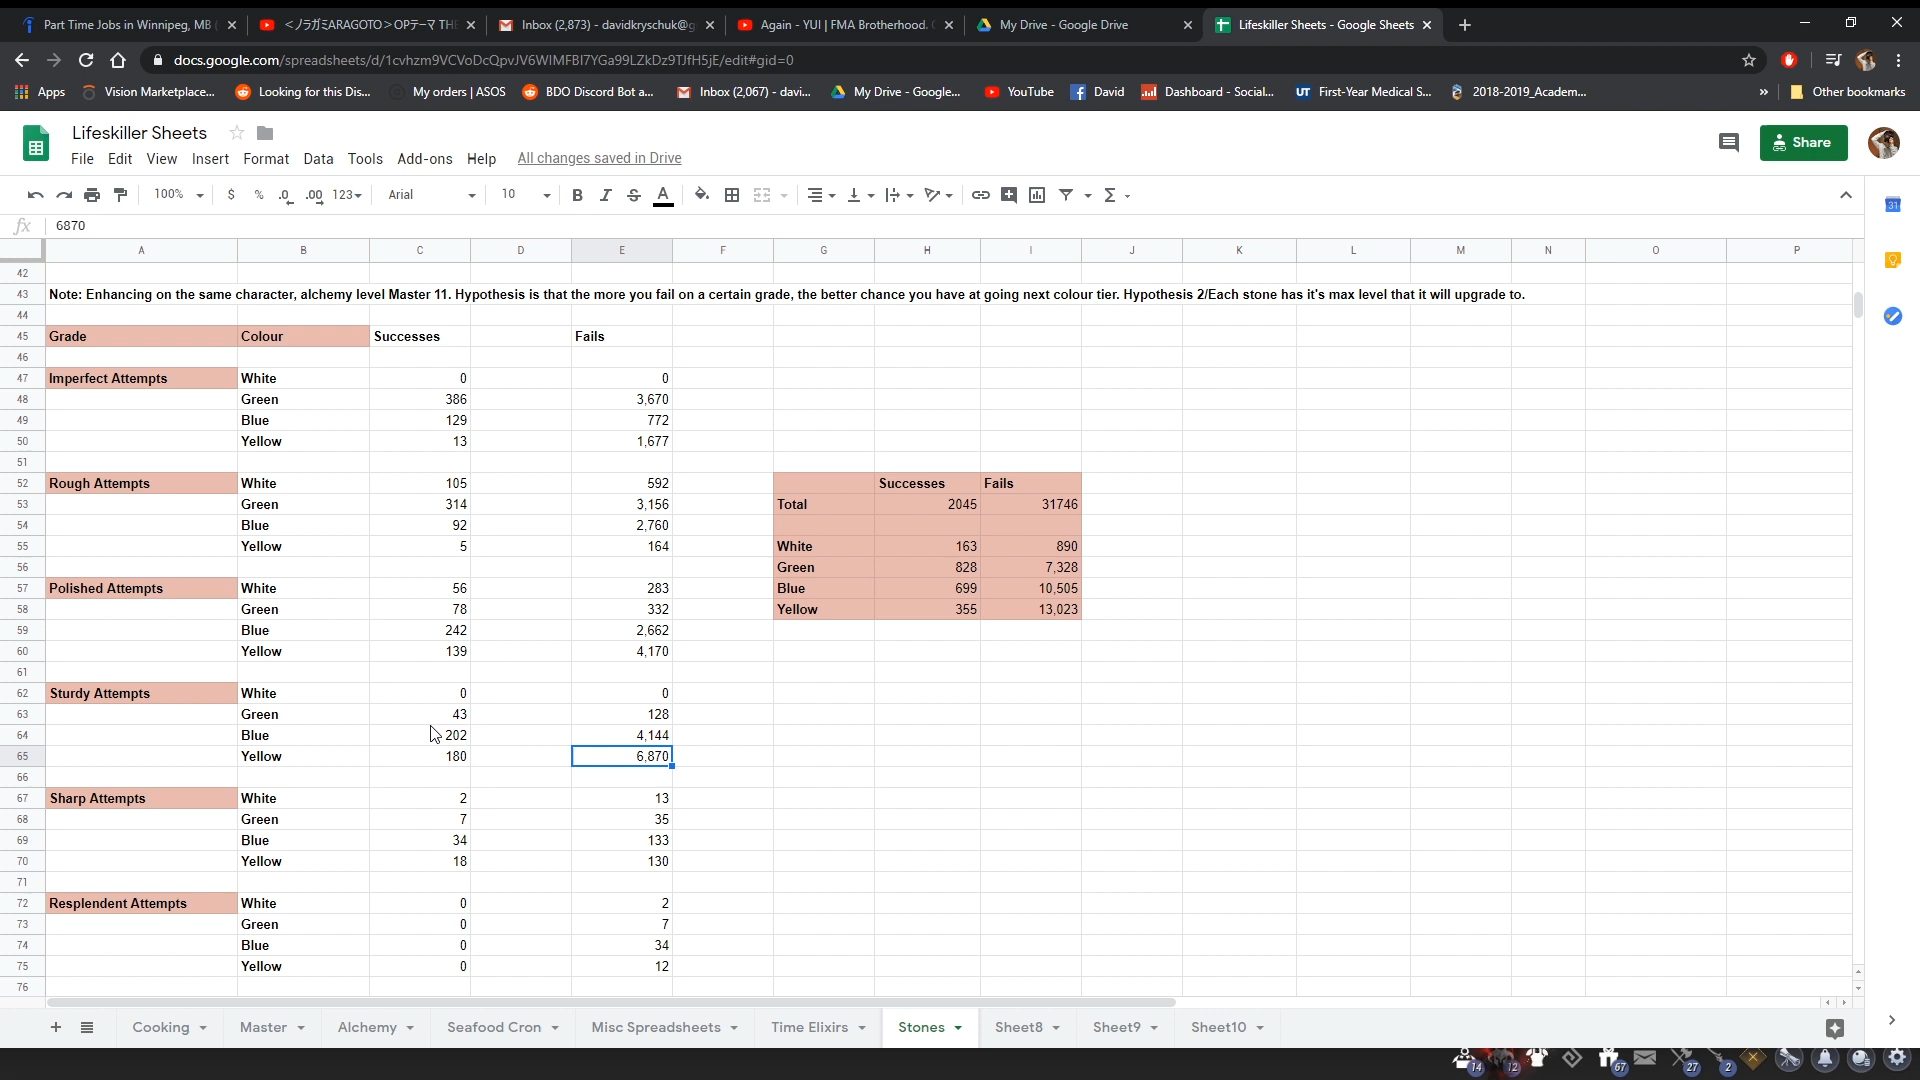 Part Time Jobs in Winnipeg, MB
<ノラガミARAGOTO>OPテーマ THE
Inbox (2,873) - davidkryschuk@g
Again - YUI | FMA Brotherhood.
My Drive - Google Drive
Lifeskiller Sheets - Google Sheets
docs.google.com/spreadsheets/d/1cvhzm9VCVoDcQpvJV6WIMFBI7YGa99LZkDz9TJfH5jE/edit#gid=0
Apps Vision Marketplace... Looking for this Dis... My orders | ASOS BDO Discord Bot a... Inbox (2,067) - davi... My Drive - Google... YouTube David Dashboard - Social... UT First-Year Medical S... 2018-2019_Academ... » Other bookmarks
Lifeskiller Sheets
Share
File Edit View Insert Format Data Tools Add-ons Help All changes saved in Drive
100% $ % .0 .00 123 Arial 10 B I S A Σ
31
fx 6870
A B C D E F G H I J K L M N O P
42
43 Note: Enhancing on the same character, alchemy level Master 11. Hypothesis is that the more you fail on a certain grade, the better chance you have at going next colour tier. Hypothesis 2/Each stone has it's max level that it will upgrade to.
44
45 Grade Colour Successes Fails
46
47 Imperfect Attempts White 0 0
48 Green 386 3,670
49 Blue 129 772
50 Yellow 13 1,677
51
52 Rough Attempts White 105 592 Successes Fails
53 Green 314 3,156 Total 2045 31746
54 Blue 92 2,760
55 Yellow 5 164 White 163 890
56 Green 828 7,328
57 Polished Attempts White 56 283 Blue 699 10,505
58 Green 78 332 Yellow 355 13,023
59 Blue 242 2,662
60 Yellow 139 4,170
61
62 Sturdy Attempts White 0 0
63 Green 43 128
64 Blue 202 4,144
65 Yellow 180 6,870
66
67 Sharp Attempts White 2 13
68 Green 7 35
69 Blue 34 133
70 Yellow 18 130
71
72 Resplendent Attempts White 0 2
73 Green 0 7
74 Blue 0 34
75 Yellow 0 12
76
Cooking Master Alchemy Seafood Cron Misc Spreadsheets Time Elixirs Stones Sheet8 Sheet9 Sheet10
14 12 67 27 2